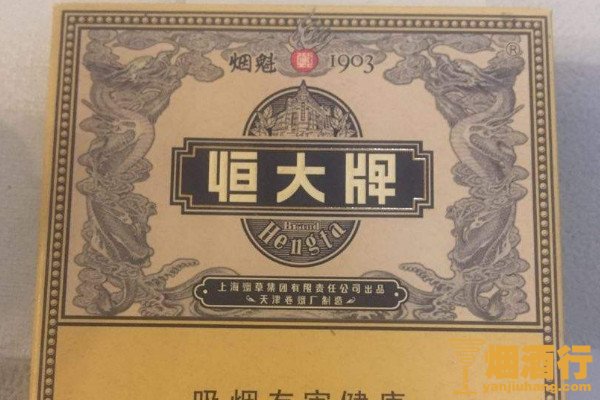 烟魁 1903
®
恒大牌
Brand
Hengta
上海烟草集团有限责任公司出品
天津卷烟厂制造
吸烟有害健康
烟酒行
yanjiuhang.com